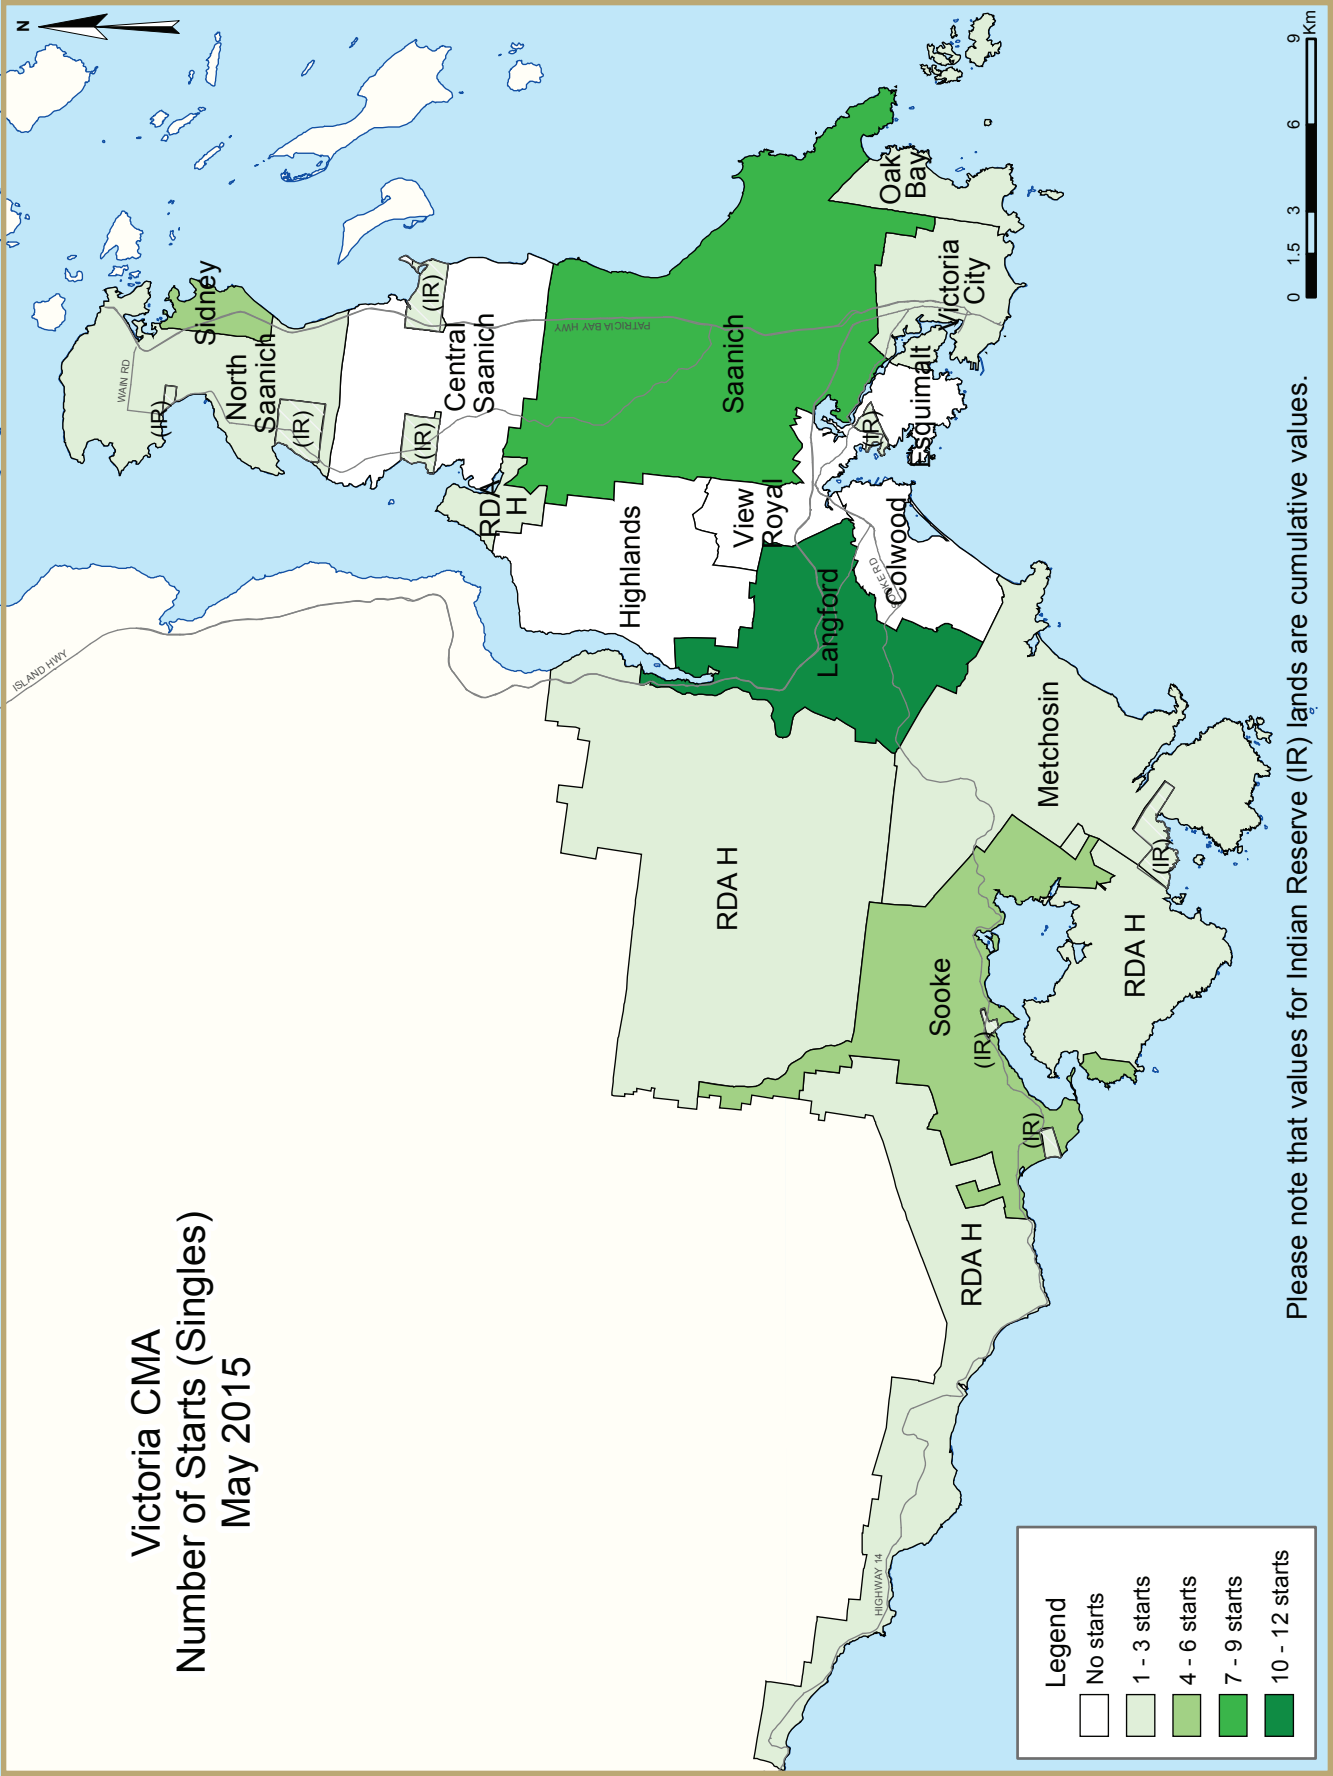 Victoria CMA
Number of Starts (Singles)
May 2015
N
ISLAND HWY
WAIN RD
(IR)
Sidney
North
Saanich
(IR)
(IR)
Central
Saanich
(IR)
PATRICIA BAY HWY
RDA
H
Saanich
Highlands
View
Royal
Oak
Bay
Victoria
City
Esquimalt
(IR)
Langford
Colwood
SOOKE RD
RDA H
Metchosin
(IR)
Sooke
(IR)
(IR)
RDA H
RDA H
HIGHWAY 14
Legend
No starts
1 - 3 starts
4 - 6 starts
7 - 9 starts
10 - 12 starts
0 1.5 3 6 9
Km
Please note that values for Indian Reserve (IR) lands are cumulative values.